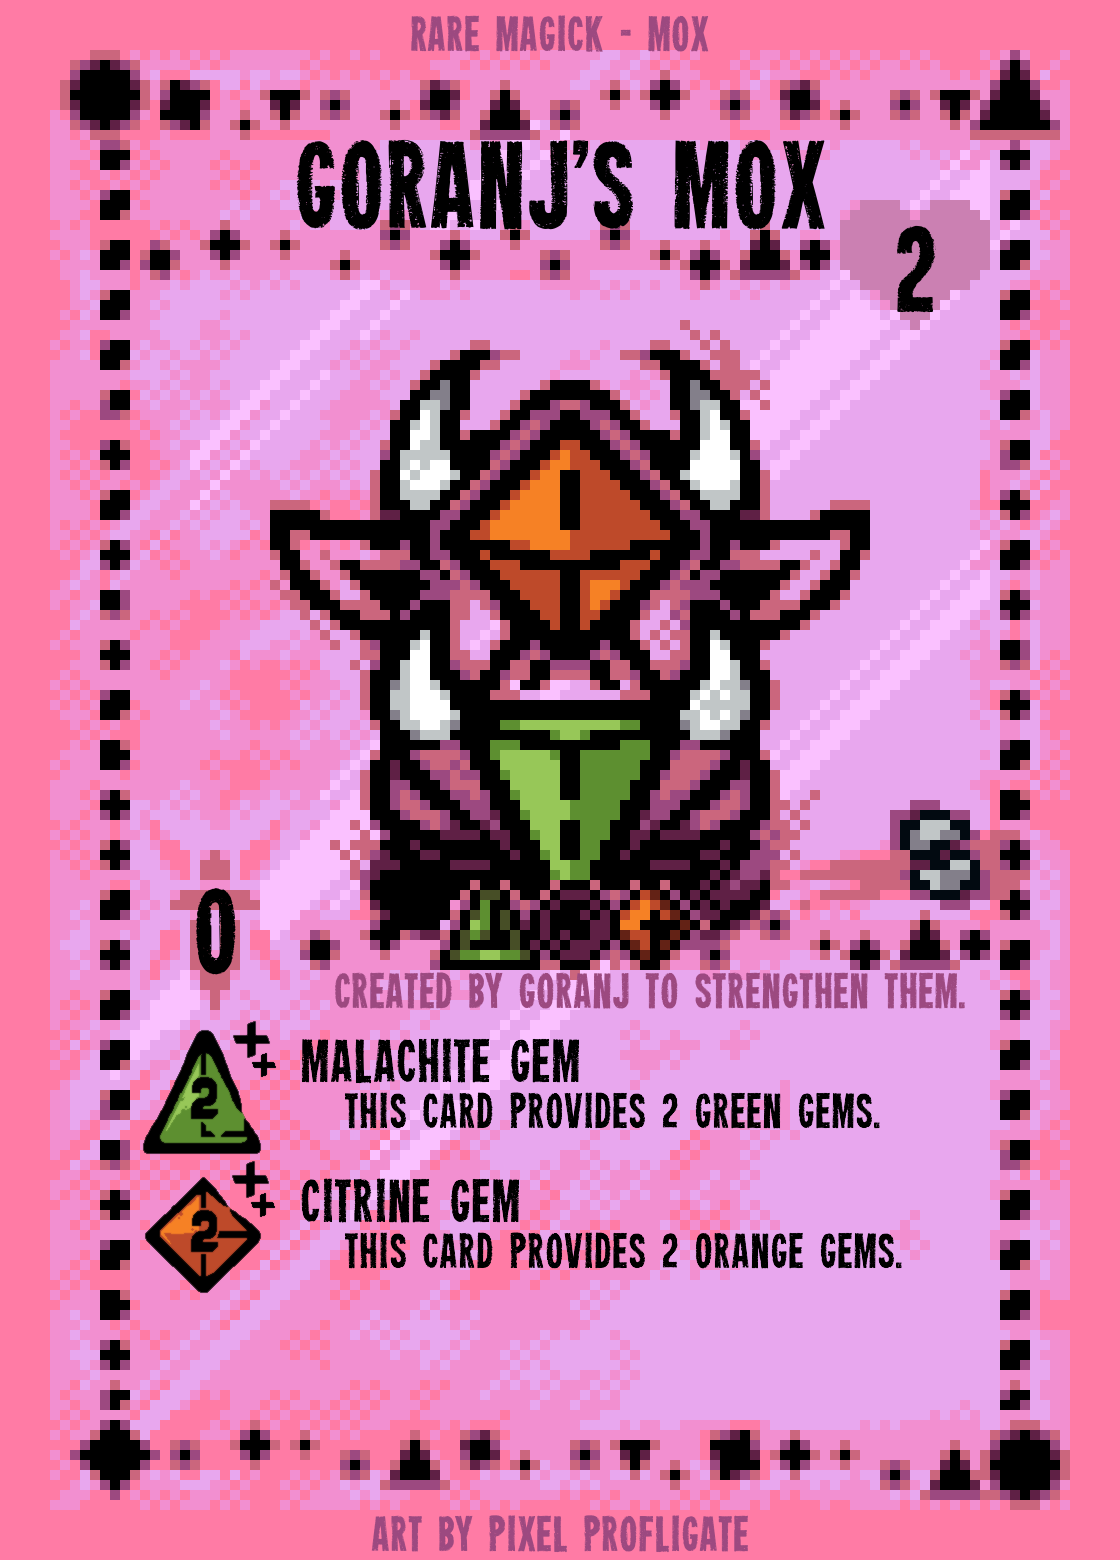 RARE MAGICK - MOX
GORANJ'S MOX
2
0
CREATED BY GORANJ TO STRENGTHEN THEM.
2
MALACHITE GEM
THIS CARD PROVIDES 2 GREEN GEMS.
2
CITRINE GEM
THIS CARD PROVIDES 2 ORANGE GEMS.
ART BY PIXEL PROFLIGATE